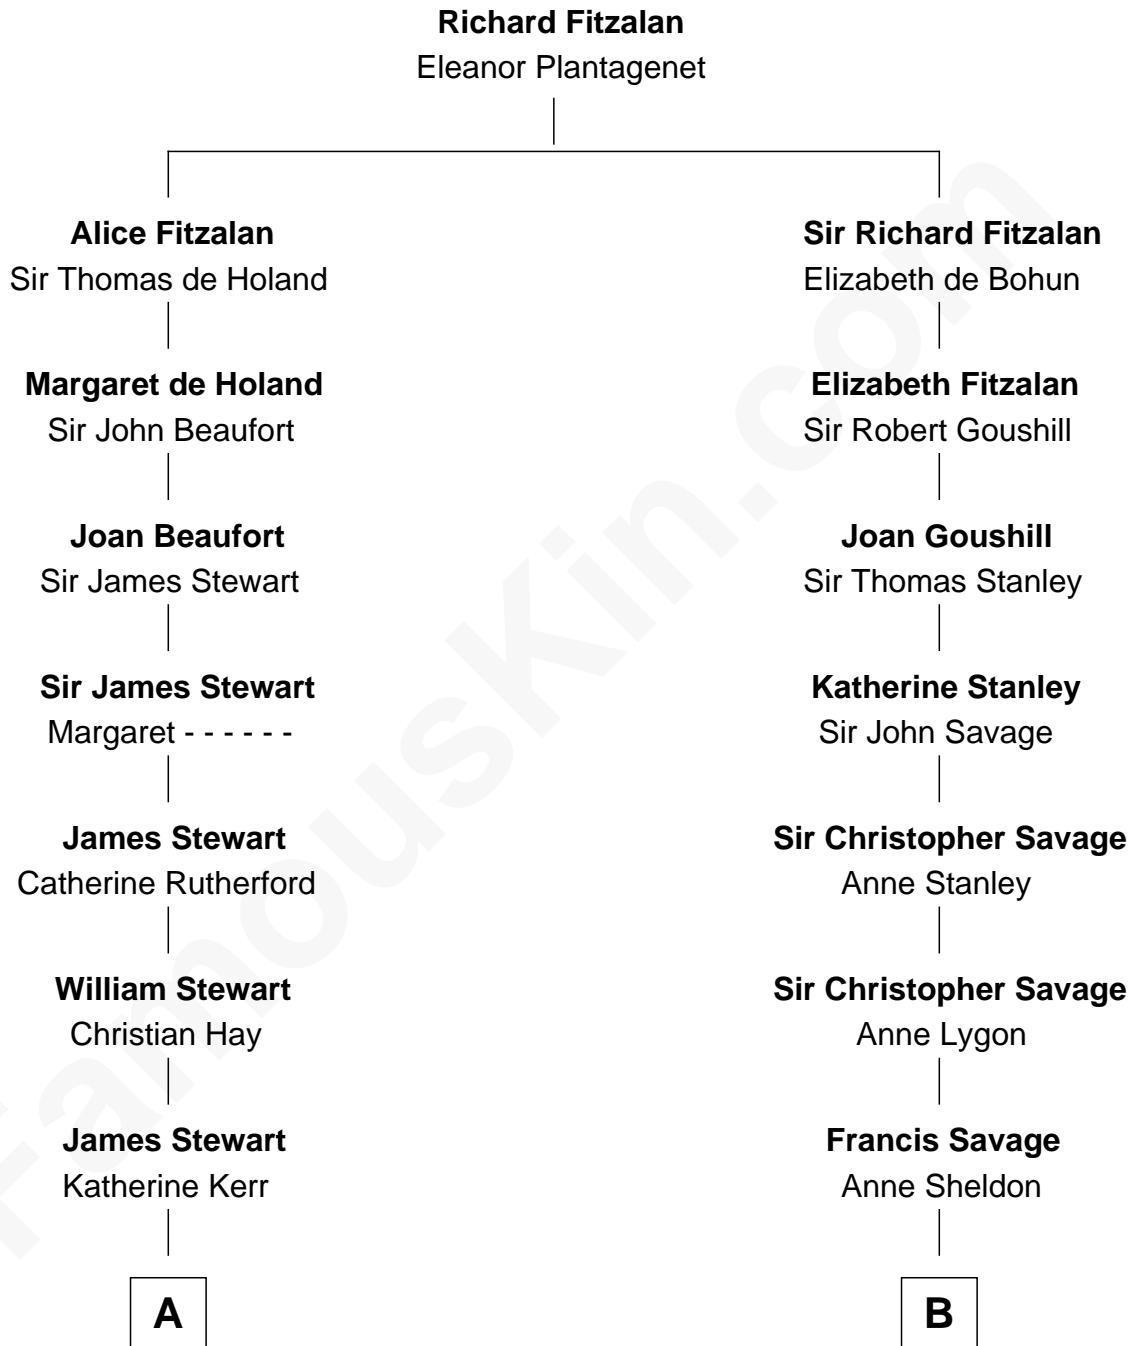 Richard Fitzalan
Eleanor Plantagenet
Alice Fitzalan
Sir Thomas de Holand
Sir Richard Fitzalan
Elizabeth de Bohun
Margaret de Holand
Sir John Beaufort
Elizabeth Fitzalan
Sir Robert Goushill
Joan Beaufort
Sir James Stewart
Joan Goushill
Sir Thomas Stanley
Sir James Stewart
Margaret - - - - - -
Katherine Stanley
Sir John Savage
James Stewart
Catherine Rutherford
Sir Christopher Savage
Anne Stanley
William Stewart
Christian Hay
Sir Christopher Savage
Anne Lygon
James Stewart
Katherine Kerr
Francis Savage
Anne Sheldon
A
B
FamousKin.com